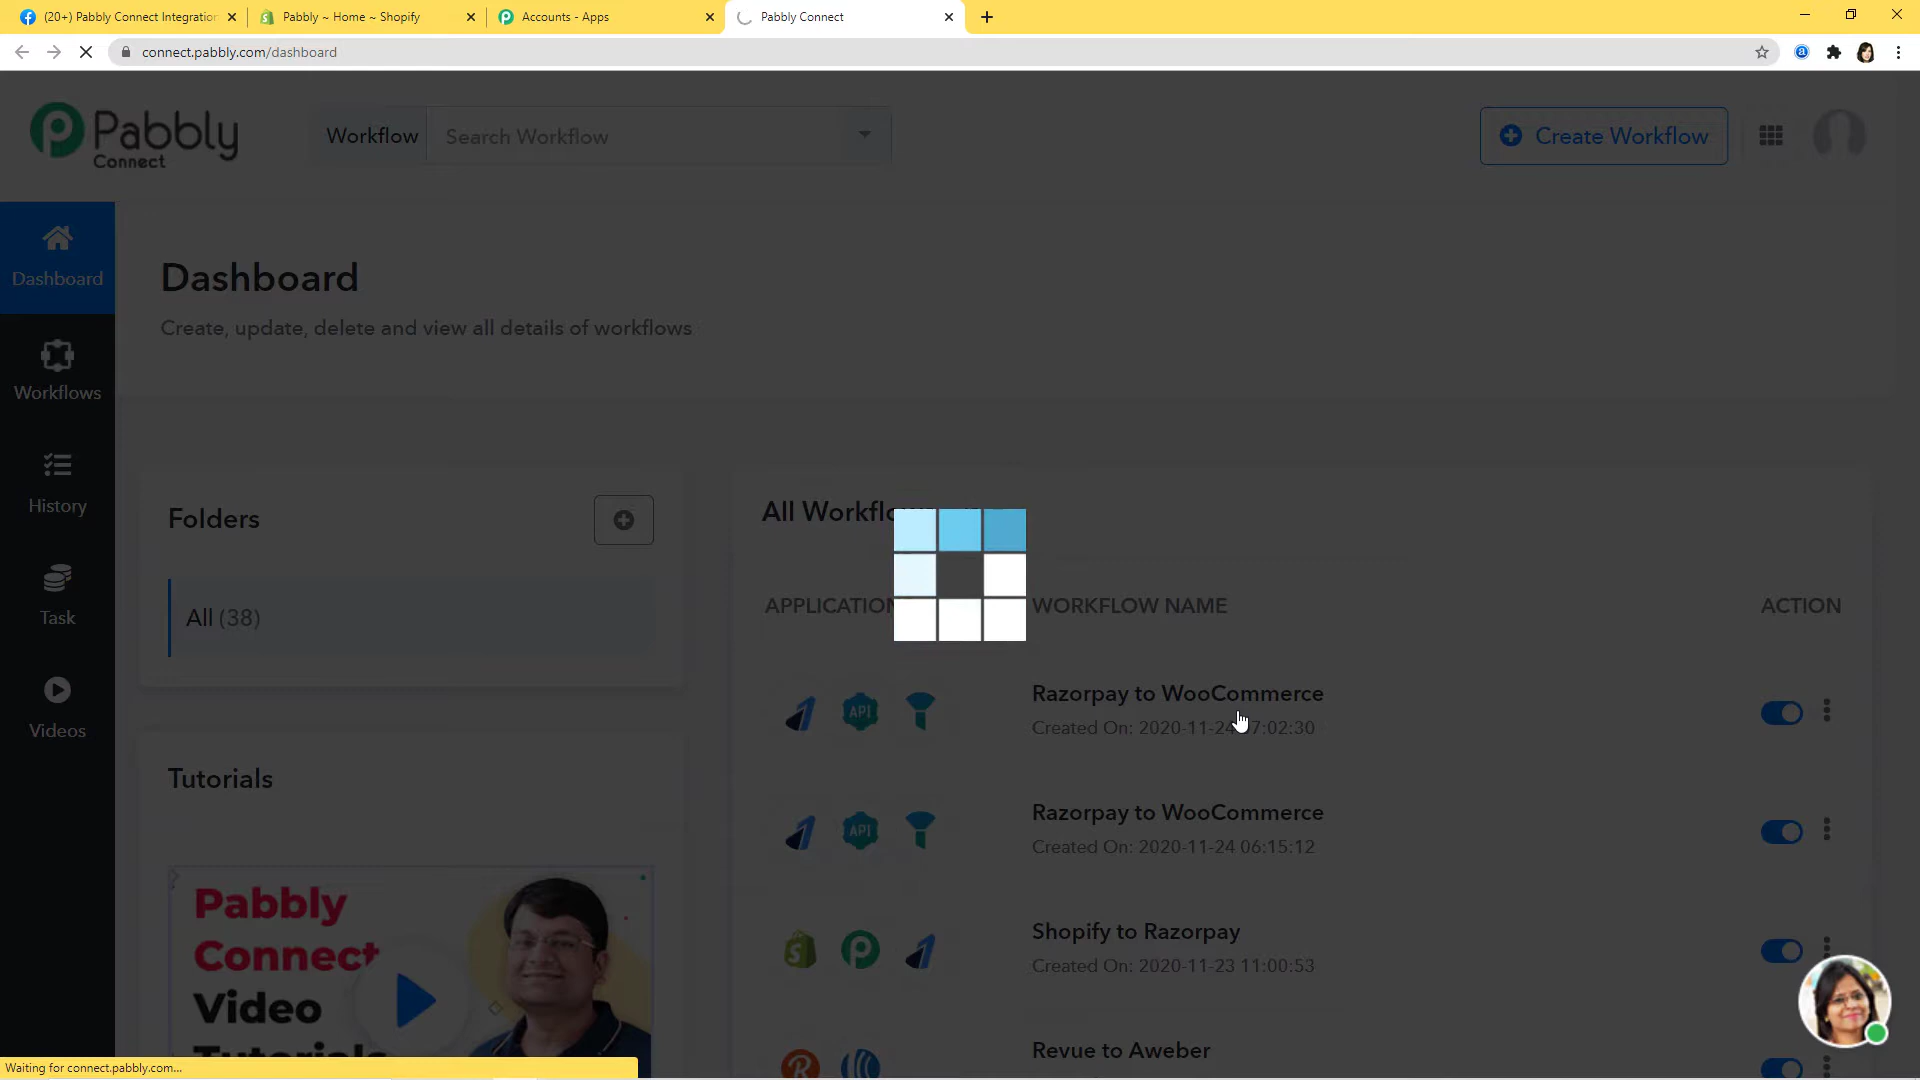 (20+) Pabbly Connect Integration
Pabbly ~ Home ~ Shopify
Accounts - Apps
Pabbly Connect
connect.pabbly.com/dashboard
Pabbly
Connect
Workflow
Search Workflow
Create Workflow
Dashboard
Workflows
History
Task
Videos
Dashboard
Create, update, delete and view all details of workflows
Folders
All (38)
Tutorials
Pabbly
Connect
Video
Tutorials
All Workflo
APPLICATION
WORKFLOW NAME
ACTION
API
Razorpay to WooCommerce
Created On: 2020-11-24 07:02:30
API
Razorpay to WooCommerce
Created On: 2020-11-24 06:15:12
Shopify to Razorpay
Created On: 2020-11-23 11:00:53
Revue to Aweber
Waiting for connect.pabbly.com...